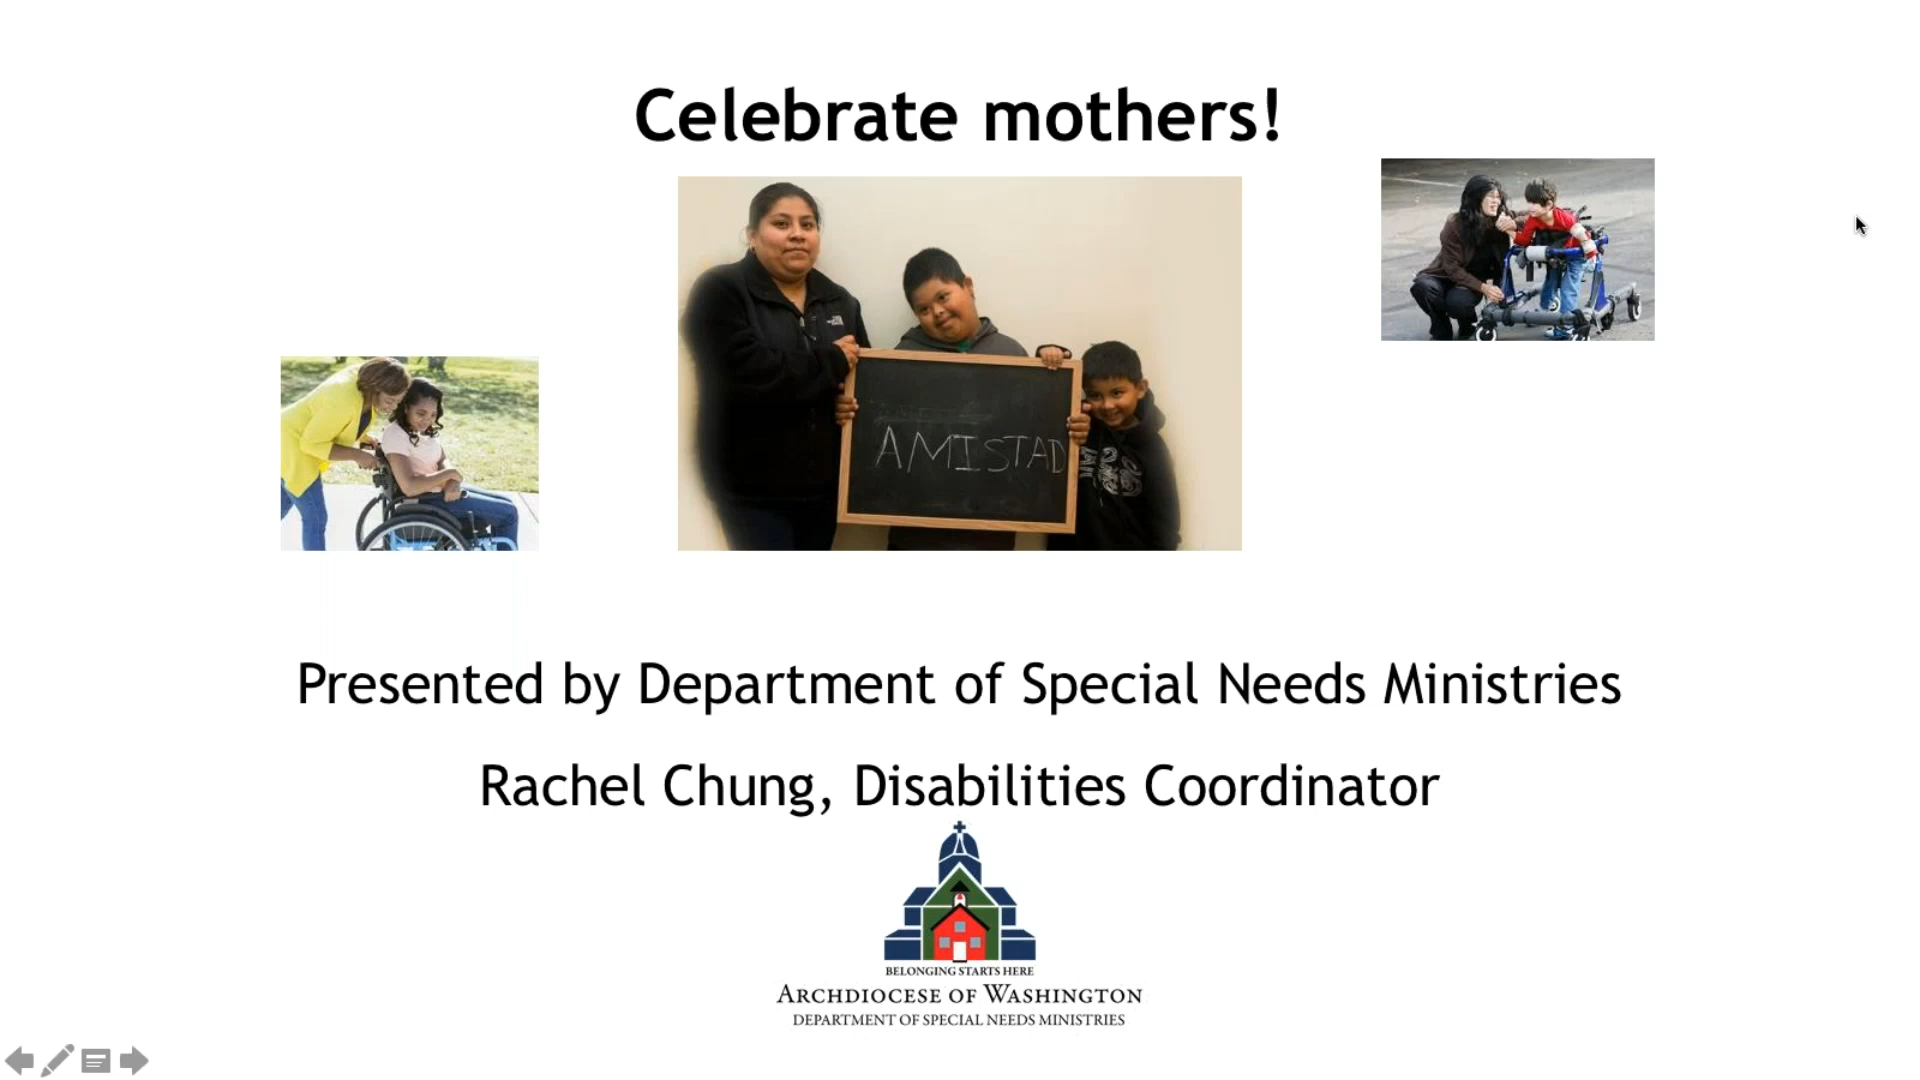 Celebrate mothers!
AMISTAD
Presented by Department of Special Needs Ministries
Rachel Chung, Disabilities Coordinator
BELONGING STARTS HERE
ARCHDIOCESE OF WASHINGTON
DEPARTMENT OF SPECIAL NEEDS MINISTRIES